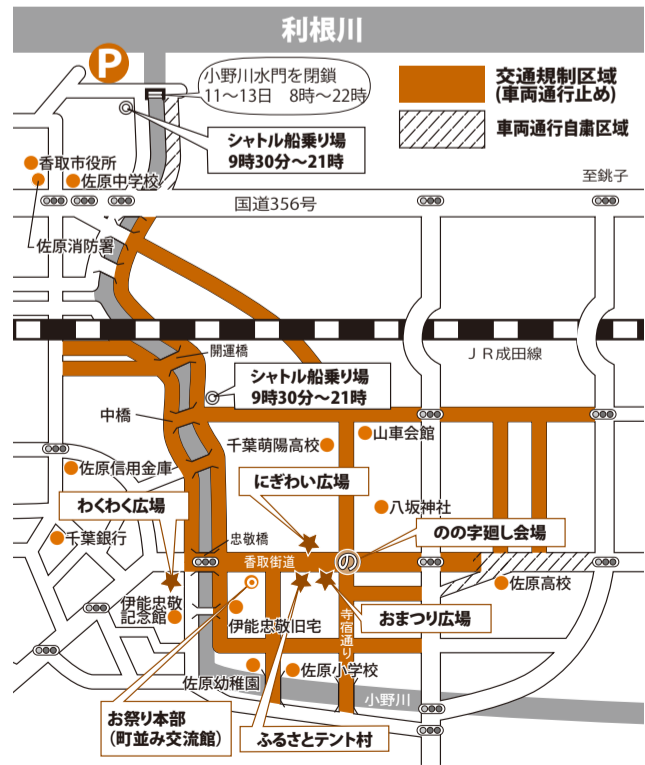 利根川
P
小野川水門を閉鎖
11〜13日 8時〜22時
交通規制区域
(車両通行止め)
車両通行自粛区域
シャトル船乗り場
9時30分〜21時
香取市役所
佐原中学校
至銚子
国道356号
佐原消防署
開運橋
JR成田線
シャトル船乗り場
9時30分〜21時
中橋
千葉萌陽高校
山車会館
佐原信用金庫
にぎわい広場
わくわく広場
八坂神社
のの字廻し会場
千葉銀行
忠敬橋
香取街道
の
佐原高校
伊能忠敬
記念館
伊能忠敬旧宅
おまつり広場
寺宿通り
佐原幼稚園
佐原小学校
小野川
お祭り本部
(町並み交流館)
ふるさとテント村